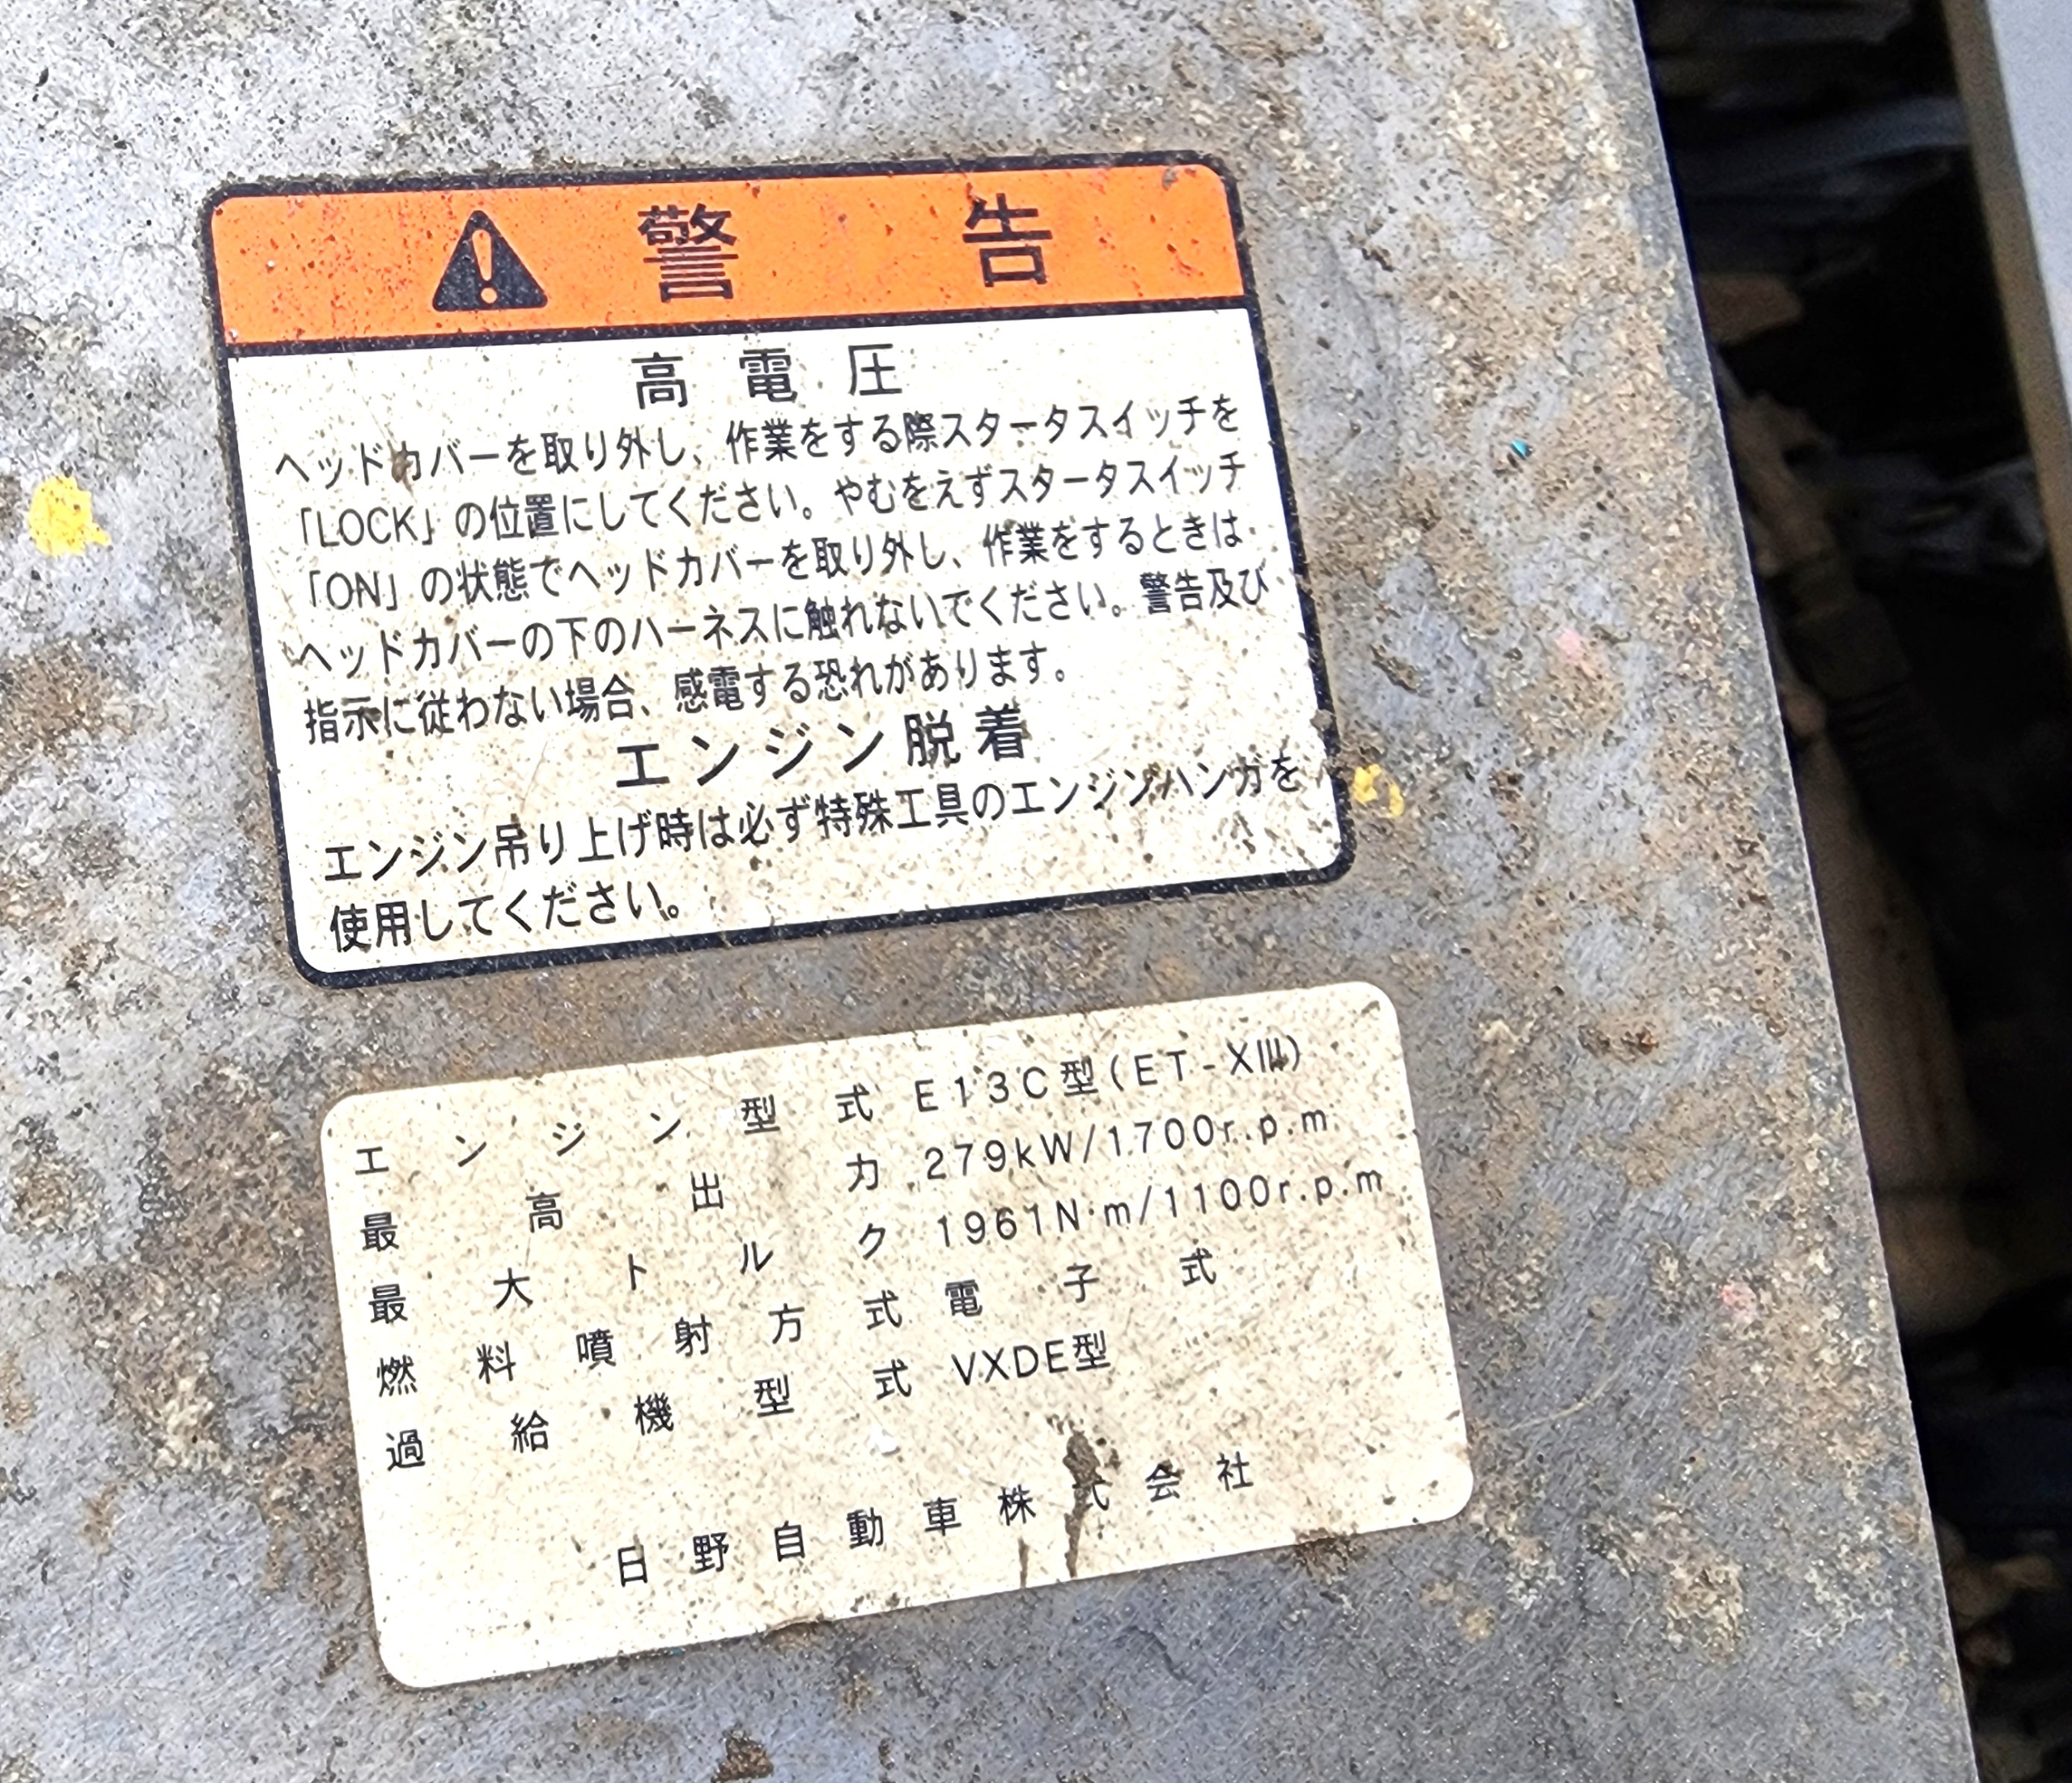 警告
高電圧
ヘッドカバーを取り外し、作業をする際スタータスイッチを
「LOCK」の位置にしてください。やむをえずスタータスイッチ
「ON」の状態でヘッドカバーを取り外し、作業をするときは
ヘッドカバーの下のハーネスに触れないでください。警告及び
指示に従わない場合、感電する恐れがあります。
エンジン脱着
エンジン吊り上げ時は必ず特殊工具のエンジンハンガを
使用してください。
エンジン型式 E13C型(ET-XIII)
最高出力 279kW/1700r.p.m
最大トルク 1961N·m/1100r.p.m
燃料噴射方式 電子式
過給機型式 VXDE型
日野自動車株式会社